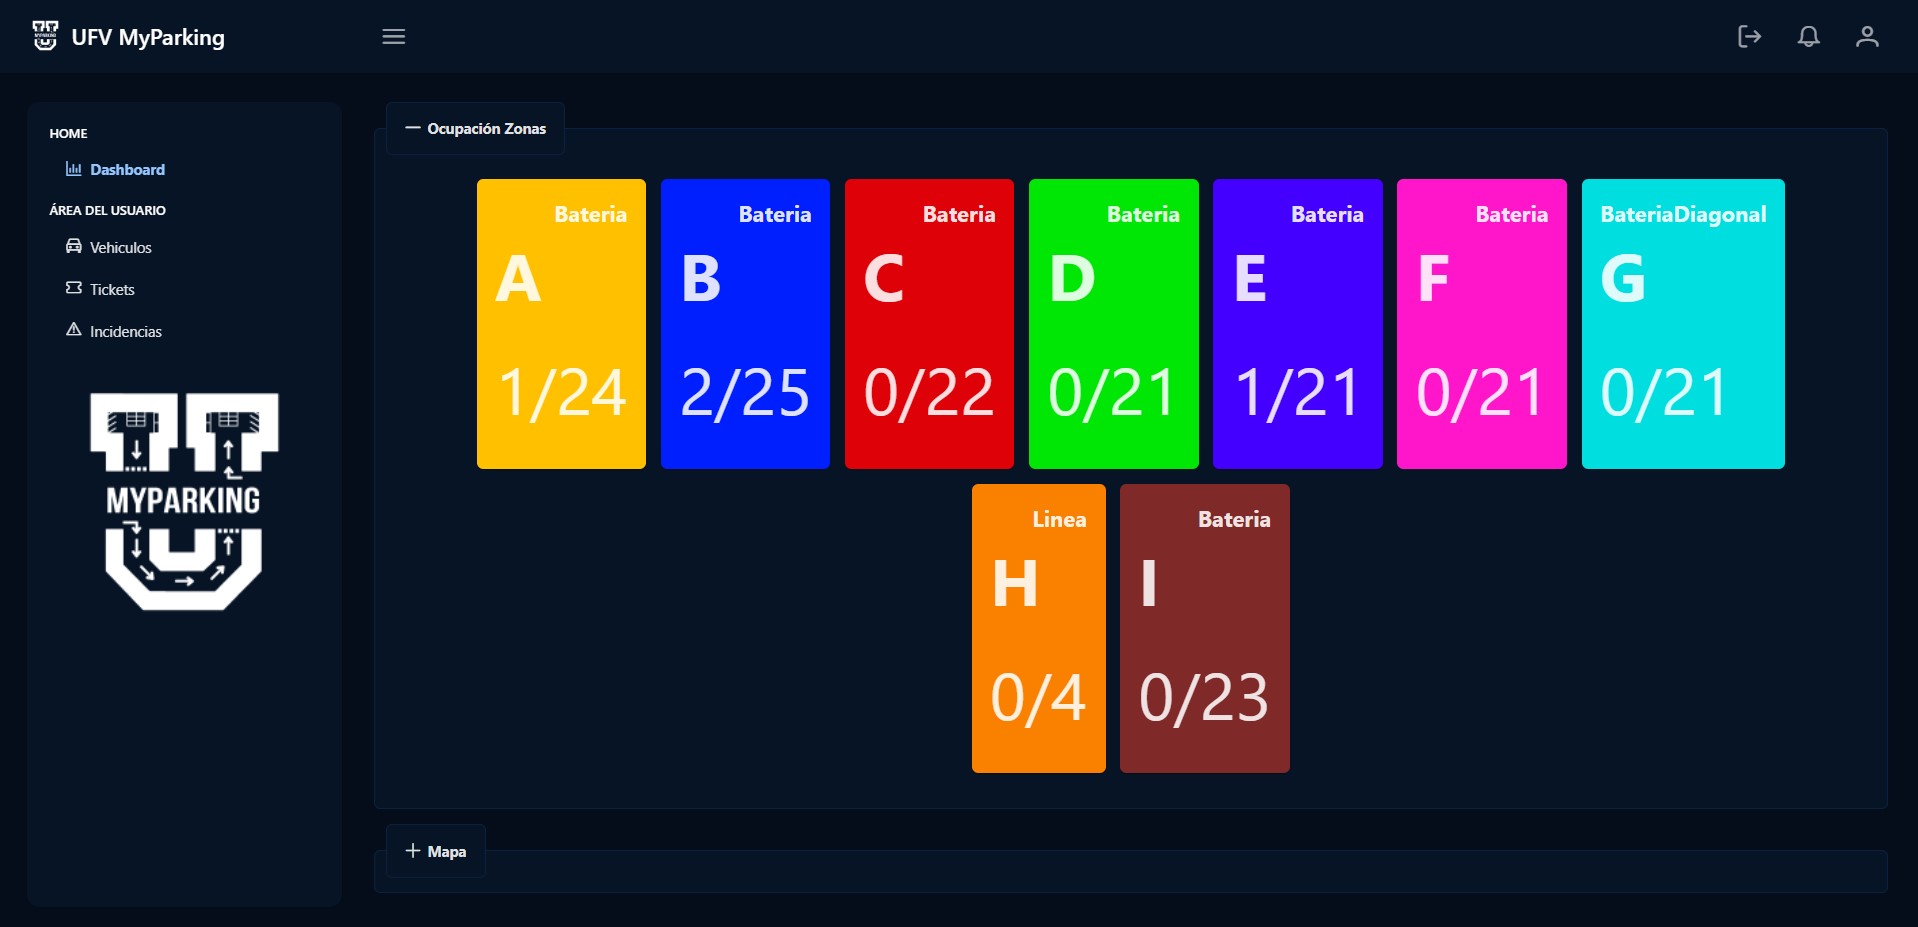 UFV MyParking
HOME
Dashboard
ÁREA DEL USUARIO
Vehiculos
Tickets
Incidencias
MYPARKING
Ocupación Zonas
Bateria
A
1/24
Bateria
B
2/25
Bateria
C
0/22
Bateria
D
0/21
Bateria
E
1/21
Bateria
F
0/21
BateriaDiagonal
G
0/21
Linea
H
0/4
Bateria
I
0/23
Mapa